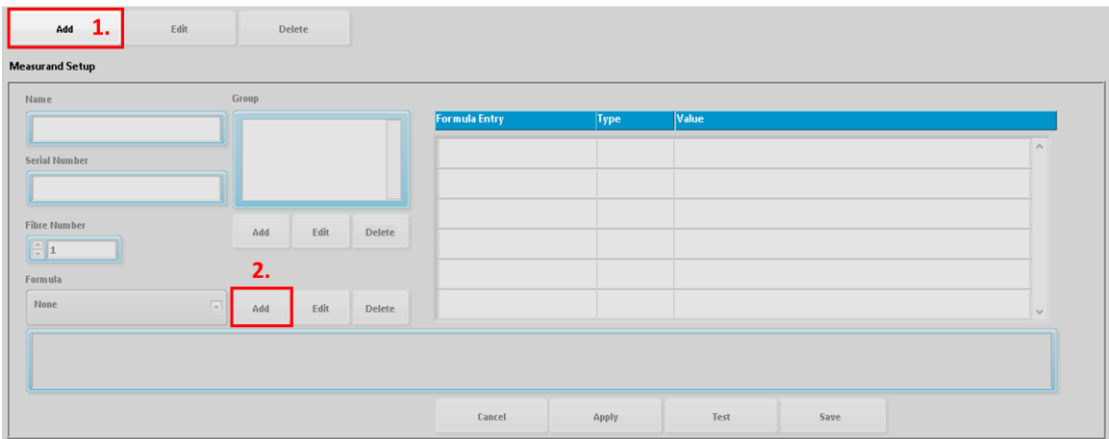 Add 1. Edit Delete
Measurand Setup
Name Group
Formula Entry Type Value
Serial Number
Fibre Number
Add Edit Delete
1
2.
Formula
None Add Edit Delete
Cancel Apply Test Save